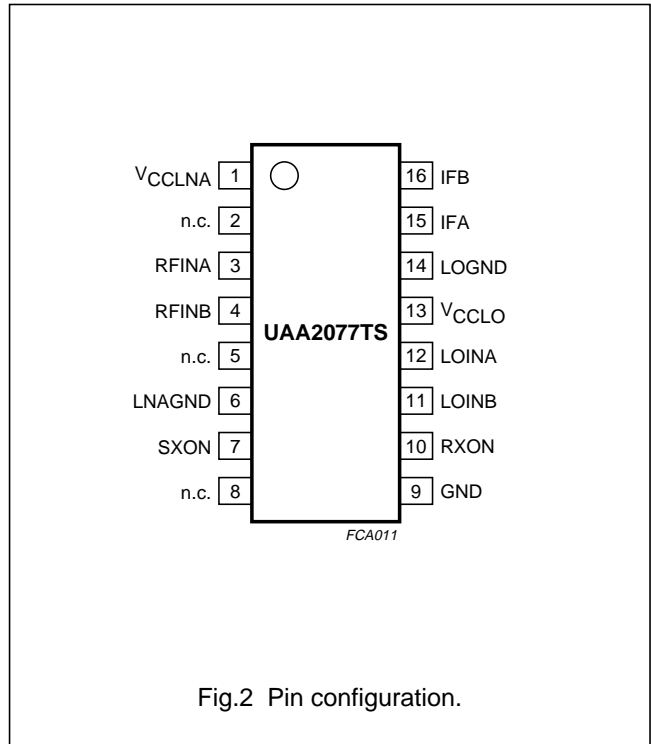 VCCLNA 1 16 IFB
n.c. 2 15 IFA
RFINA 3 14 LOGND
RFINB 4 13 VCCLO
UAA2077TS
n.c. 5 12 LOINA
LNAGND 6 11 LOINB
SXON 7 10 RXON
n.c. 8 9 GND
FCA011
Fig.2 Pin configuration.